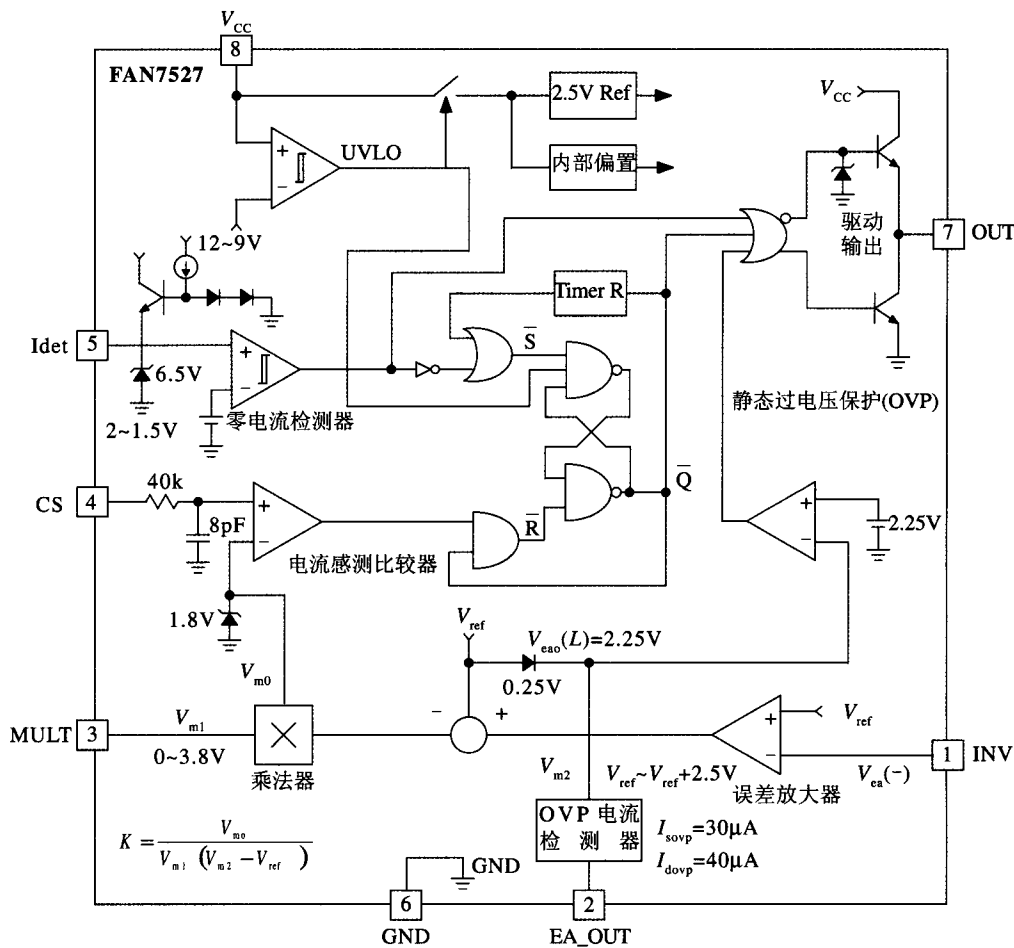 V_CC
8
FAN7527
2.5V Ref
V_CC
UVLO
内部偏置
+
−
12~9V
驱动
输出
7
OUT
Timer R
S̅
Idet
5
+
−
6.5V
零电流检测器
2~1.5V
静态过电压保护(OVP)
40k
Q̅
CS
4
8pF
+
−
R̅
+
−
2.25V
电流感测比较器
1.8V
V_ref
V_eao(L)=2.25V
0.25V
V_m0
−
+
+
−
V_ref
MULT
3
V_m1
0~3.8V
×
乘法器
1
INV
V_m2
V_ref~V_ref+2.5V
V_ea(−)
误差放大器
OVP 电流
检 测 器
I_sovp=30μA
I_dovp=40μA
K = V_mo / V_m1 (V_m2 − V_ref)
GND
6
2
GND
EA_OUT